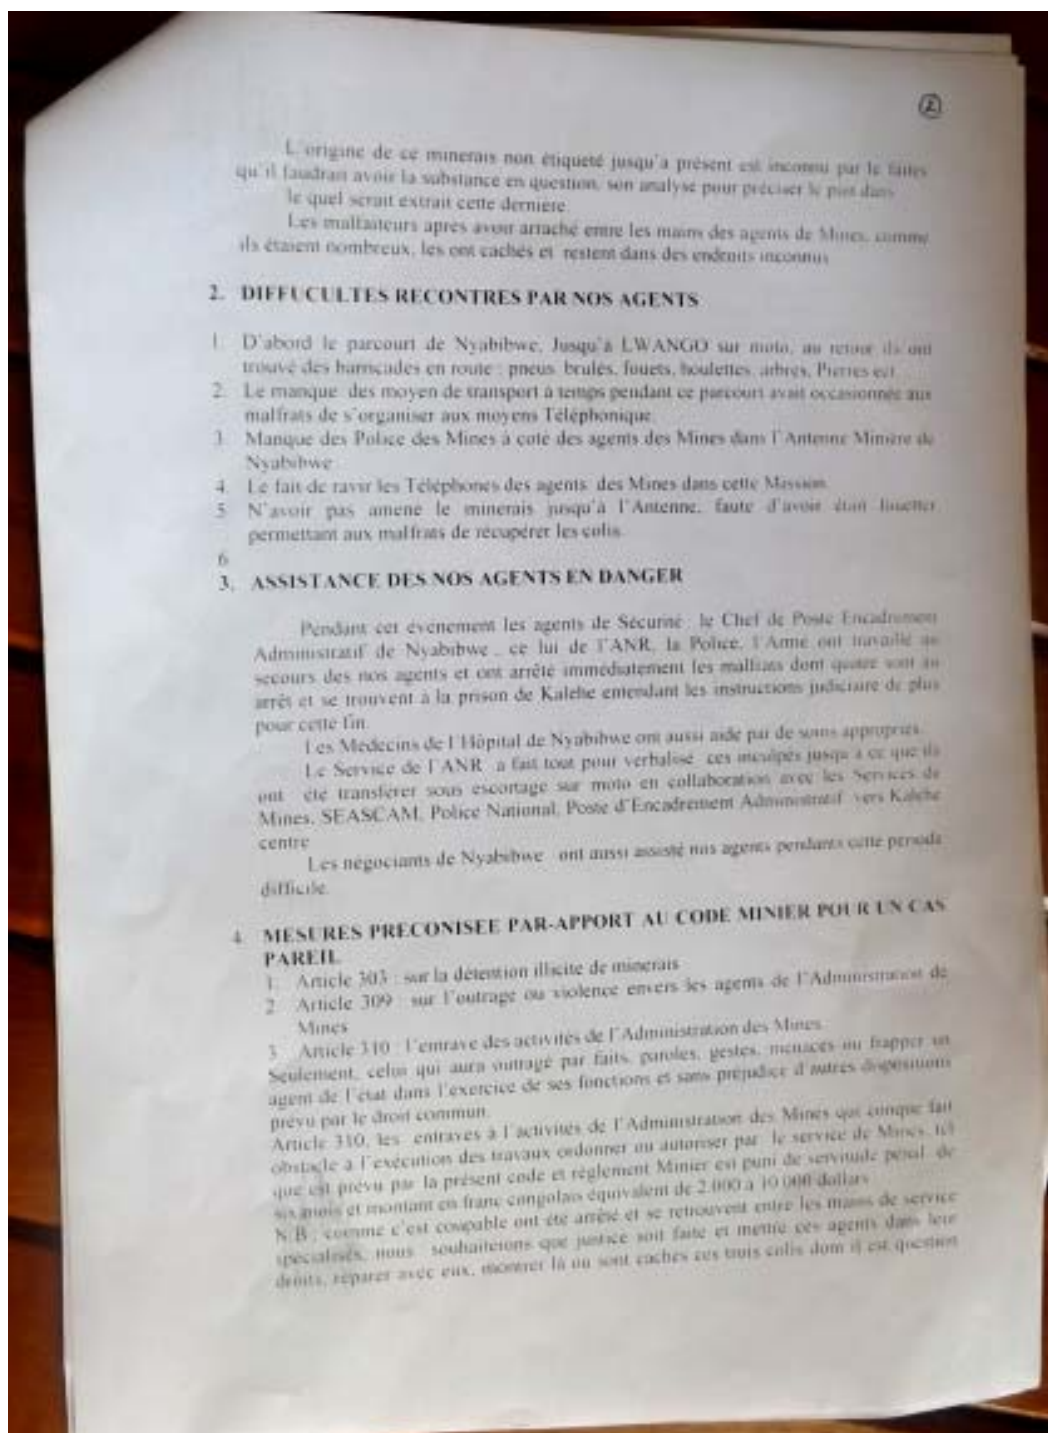 2
L'origine de ce minerais non étiqueté jusqu'a présent est inconnu par le faites
qu'il faudrait avoir la substance en question, son analyse pour préciser le puit dans
le quel serait extrait cette dernière
Les malfaiteurs après avoir arraché entre les mains des agents de Mines, comme
ils étaient nombreux, les ont cachés et restent dans des endroits inconnus
2. DIFFUCULTES RECONTRES PAR NOS AGENTS
1. D'abord le parcourt de Nyabibwe, Jusqu'à LWANGO sur moto, au retour ils ont
trouvé des barricades en route : pneus brulés, fouets, houlettes, arbres, Pierres ect
2. Le manque des moyen de transport à temps pendant ce parcourt avait occasionnée aux
malfrats de s'organiser aux moyens Téléphonique.
3. Manque des Police des Mines à coté des agents des Mines dans l'Antenne Minière de
Nyabibwe
4. Le fait de ravir les Téléphones des agents des Mines dans cette Mission.
5. N'avoir pas amené le minerais jusqu'à l'Antenne, faute d'avoir étan fouetter
permettant aux malfrats de récupérer les colis.
6.
3. ASSISTANCE DES NOS AGENTS EN DANGER
Pendant cet évènement les agents de Sécurité : le Chef de Poste Encadrement
Administratif de Nyabibwe , ce lui de l'ANR, la Police, l'Armé ont travaillé au
secours des nos agents et ont arrêté immédiatement les malfrats dont quatre sont au
arrêt et se trouvent à la prison de Kalehe entendant les instructions judiciaire de plus
pour cette fin.
Les Médecins de l'Hôpital de Nyabibwe ont aussi aidé par de soins appropriés.
Le Service de l'ANR a fait tout pour verbalisé ces inculpés jusqu'à ce que ils
ont été transférer sous escortage sur moto en collaboration avec les Services de
Mines, SEASCAM, Police National, Poste d'Encadrement Administratif vers Kalehe
centre
Les négociants de Nyabibwe ont aussi assisté nos agents pendants cette perioda
difficile.
4. MESURES PRECONISEE PAR-APPORT AU CODE MINIER POUR UN CAS
PAREIL
1. Article 303 : sur la détention illicite de minerais
2. Article 309 : sur l'outrage ou violence envers les agents de l'Administration de
Mines
3. Article 310 : l'emrave des activités de l'Administration des Mines.
Seulement, celui qui aura outragé par faits, paroles, gestes, menaces ou frapper un
agent de l'état dans l'exercice de ses fonctions et sans préjudice d'autres dispositions
prévu par le droit commun.
Article 310, les entraves à l'activités de l'Administration des Mines qui conque fait
obstacle à l'exécution des travaux ordonner ou autoriser par le service de Mines, tel
que est prévu par la présent code et règlement Minier est puni de servitude pénal de
six mois et montant en franc congolais équivalent de 2.000 à 10.000 dollars
N.B : comme c'est coupable ont été arrêté et se retrouvent entre les mains de service
spécialisés, nous souhaiterions que justice soit faite et mettre ces agents dans leur
droits, réparer avec eux, montrer là ou sont cachés ces trois colis dont il est question